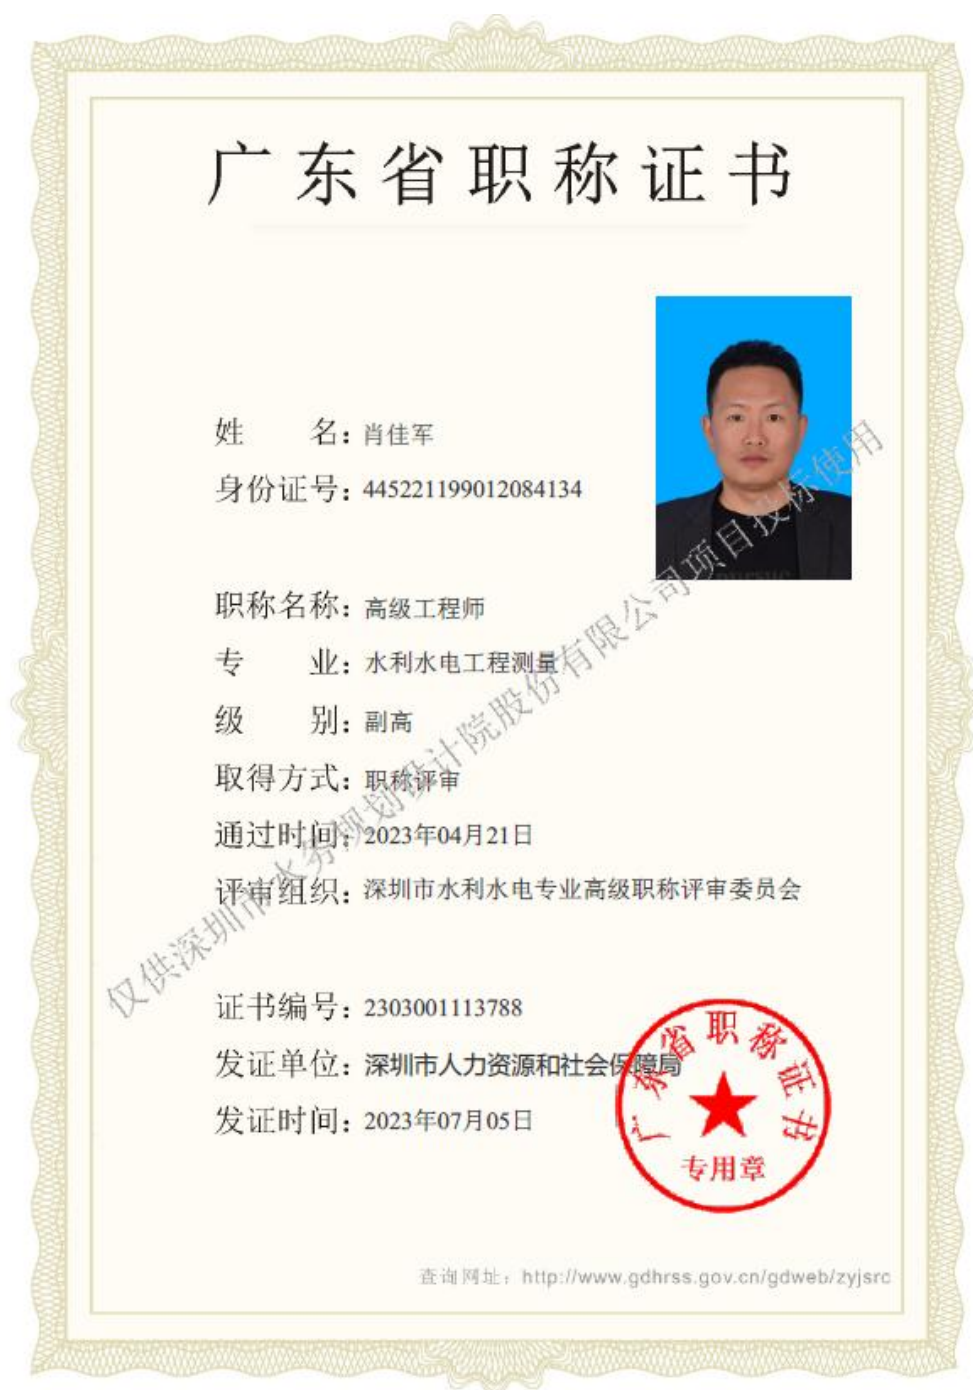 广东省职称证书
姓 名：肖佳军
身份证号：445221199012084134
职称名称：高级工程师
专 业：水利水电工程测量
级 别：副高
取得方式：职称评审
通过时间：2023年04月21日
评审组织：深圳市水利水电专业高级职称评审委员会
证书编号：2303001113788
发证单位：深圳市人力资源和社会保障局
发证时间：2023年07月05日
广东省职称证书
专用章
查询网址：http://www.gdhrss.gov.cn/gdweb/zyjsrc
仅供深圳市水务规划设计院股份有限公司项目投标使用